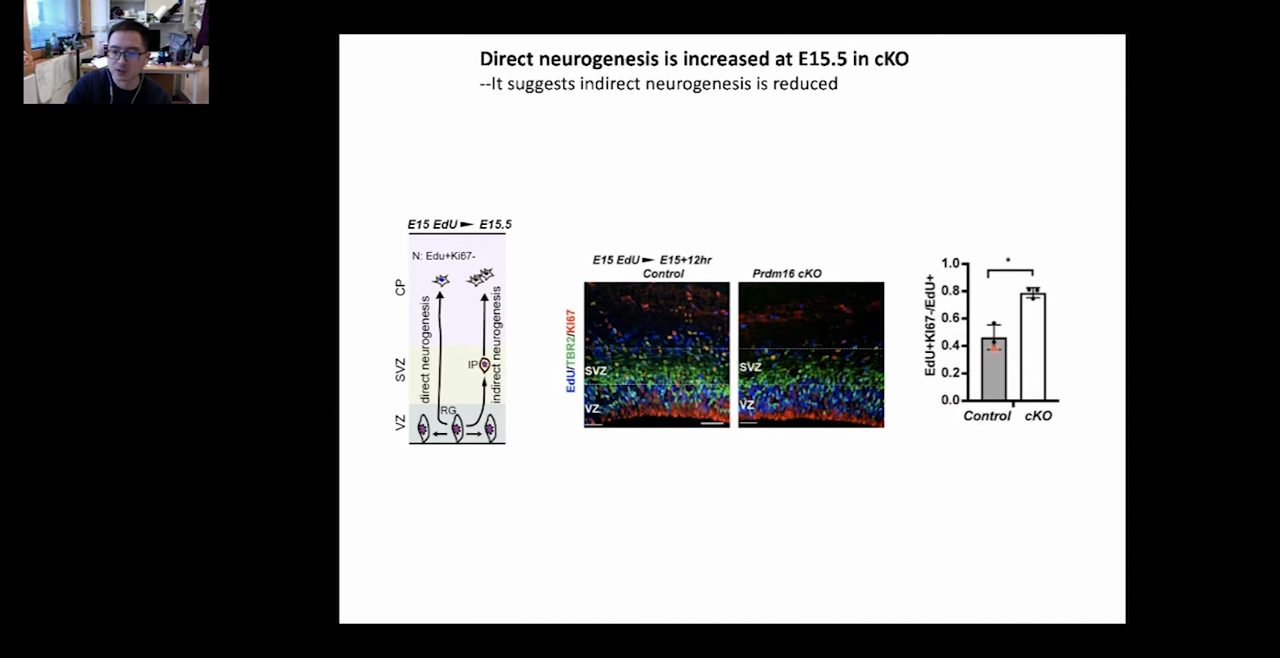 Direct neurogenesis is increased at E15.5 in cKO
--It suggests indirect neurogenesis is reduced
E15 EdU E15.5
N: Edu+Ki67-
CP
SVZ
VZ
direct neurogenesis
indirect neurogenesis
IP
RG
E15 EdU E15+12hr
Control
Prdm16 cKO
EdU/TBR2/KI67
SVZ
VZ
SVZ
VZ
*
EdU+KI67-/EdU+
1.0
0.8
0.6
0.4
0.2
0.0
Control cKO